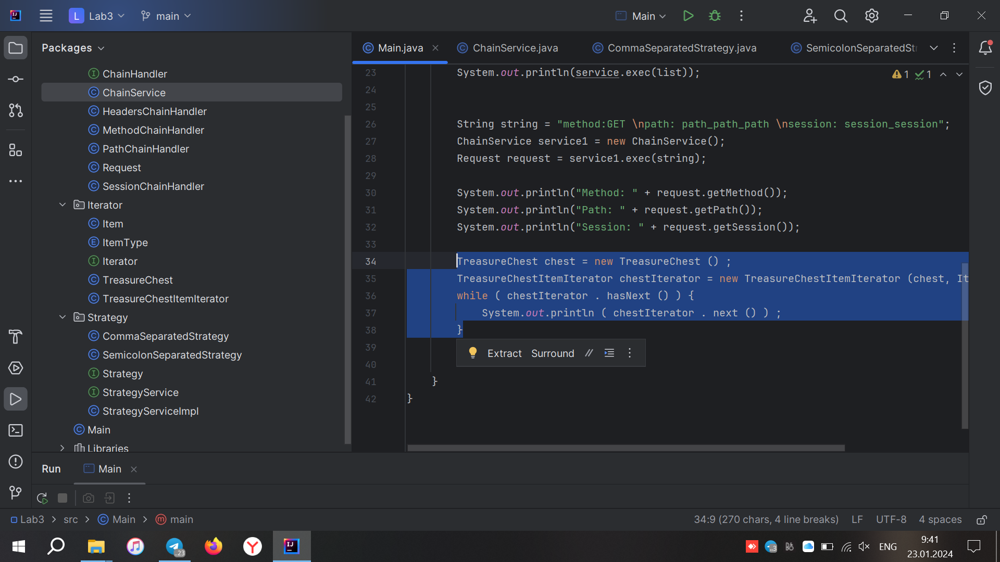 L Lab3 main
Main
Packages
ChainHandler
ChainService
HeadersChainHandler
MethodChainHandler
PathChainHandler
Request
SessionChainHandler
Iterator
Item
ItemType
Iterator
TreasureChest
TreasureChestItemIterator
Strategy
CommaSeparatedStrategy
SemicolonSeparatedStrategy
Strategy
StrategyService
StrategyServiceImpl
Main
Libraries
Main.java ChainService.java CommaSeparatedStrategy.java SemicolonSeparatedStr
1 1
23 System.out.println(service.exec(list));
24
25
26 String string = "method:GET \npath: path_path_path \nsession: session_session";
27 ChainService service1 = new ChainService();
28 Request request = service1.exec(string);
29
30 System.out.println("Method: " + request.getMethod());
31 System.out.println("Path: " + request.getPath());
32 System.out.println("Session: " + request.getSession());
33
34 TreasureChest chest = new TreasureChest () ;
35 TreasureChestItemIterator chestIterator = new TreasureChestItemIterator (chest, It
36 while ( chestIterator . hasNext () ) {
37 System.out.println ( chestIterator . next () ) ;
38 }
39
40
41 }
42 }
Extract Surround //
Run Main
Lab3 > src > Main > main
34:9 (270 chars, 4 line breaks) LF UTF-8 4 spaces
..23
..3
ENG
9:41
23.01.2024